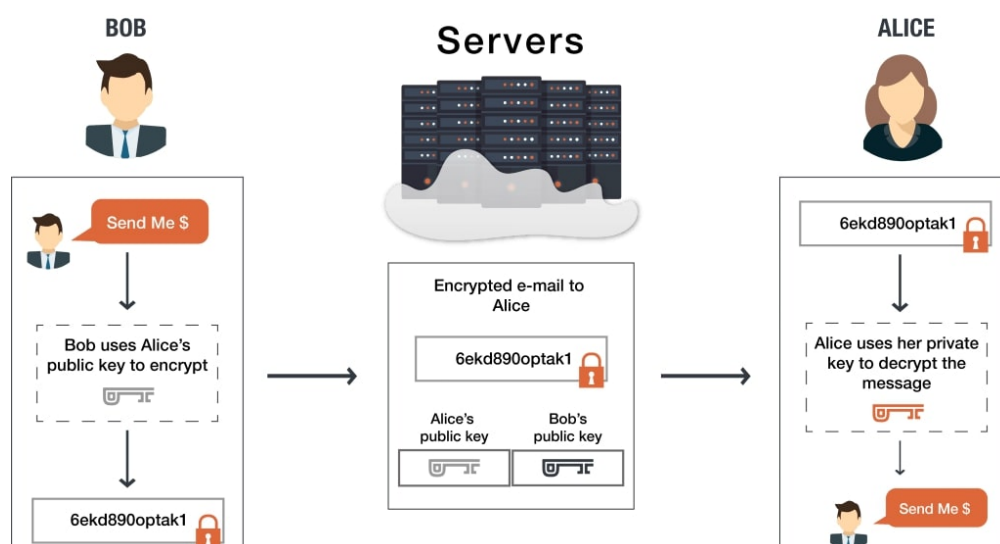 BOB
Servers
ALICE
Send Me $
Bob uses Alice's
public key to encrypt
6ekd890optak1
Encrypted e-mail to
Alice
6ekd890optak1
Alice's
public key
Bob's
public key
6ekd890optak1
Alice uses her private
key to decrypt the
message
Send Me $